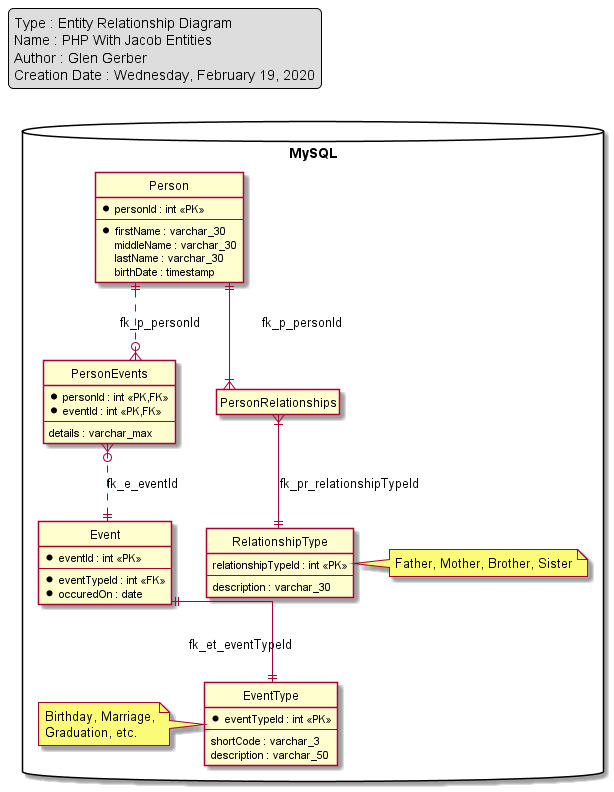 Type : Entity Relationship Diagram
Name : PHP With Jacob Entities
Author : Glen Gerber
Creation Date : Wednesday, February 19, 2020
MySQL
Person
personId : int «PK»
firstName : varchar_30
middleName : varchar_30
lastName : varchar_30
birthDate : timestamp
fk_p_personId
fk_p_personId
PersonEvents
personId : int «PK,FK»
eventId : int «PK,FK»
details : varchar_max
PersonRelationships
fk_e_eventId
fk_pr_relationshipTypeId
Event
eventId : int «PK»
eventTypeId : int «FK»
occuredOn : date
RelationshipType
relationshipTypeId : int «PK»
description : varchar_30
Father, Mother, Brother, Sister
fk_et_eventTypeId
EventType
eventTypeId : int «PK»
shortCode : varchar_3
description : varchar_50
Birthday, Marriage,
Graduation, etc.